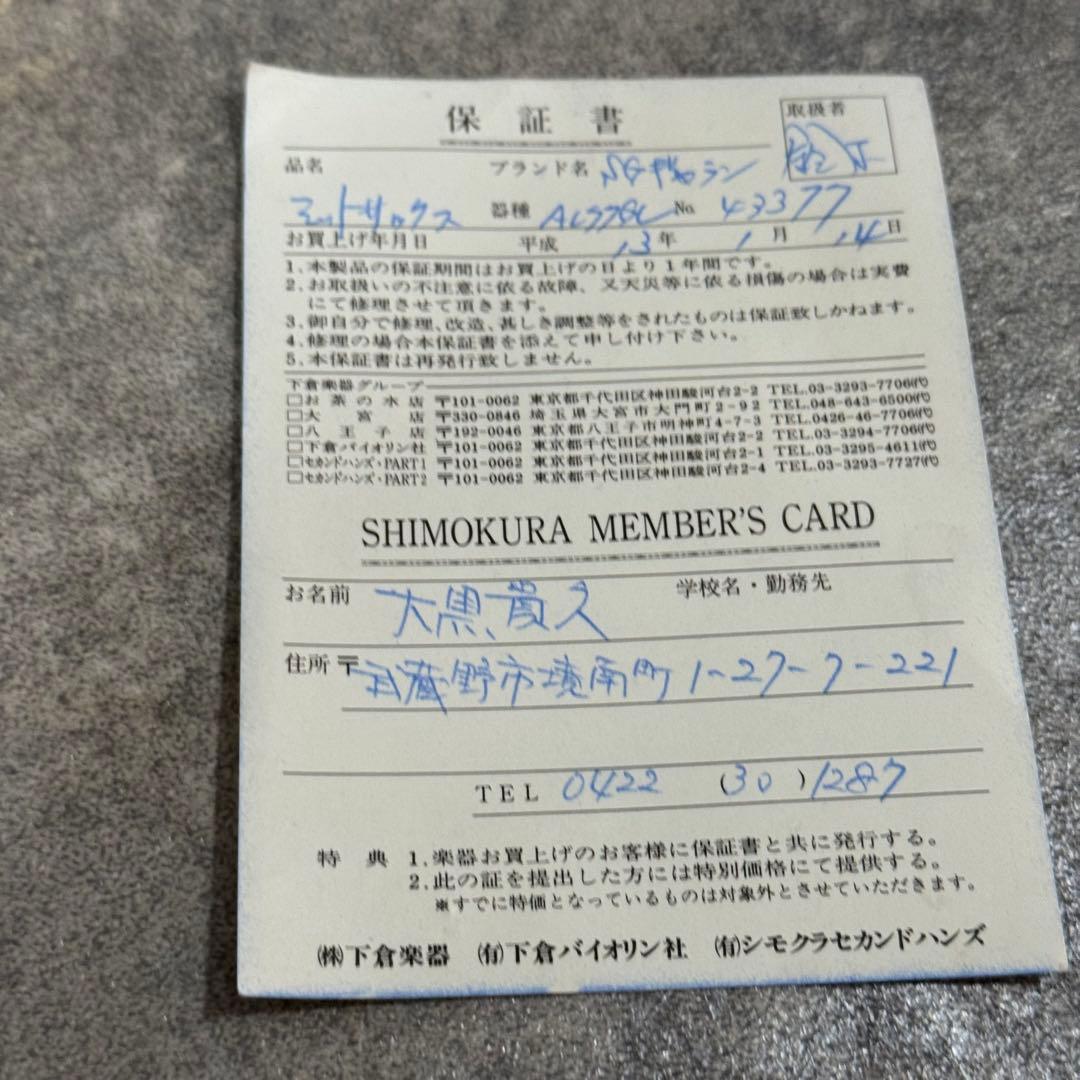 保証書
取扱者
品名 ブランド名
アルトサックス 器種 No. 43377
お買上げ年月日 平成 13年 1月 14日
1.本製品の保証期間はお買上げの日より1年間です。
2.お取扱いの不注意に依る故障、又天災等に依る損傷の場合は実費
にて修理させて頂きます。
3.御自分で修理、改造、甚しき調整等をされたものは保証致しかねます。
4.修理の場合本保証書を添えて申し付け下さい。
5.本保証書は再発行致しません。
下倉楽器グループ
□お茶の水店 〒101-0062 東京都千代田区神田駿河台2-2 TEL.03-3293-7706㈹
□大宮店 〒330-0846 埼玉県大宮市大門町2-92 TEL.048-643-6500㈹
□八王子店 〒192-0046 東京都八王子市明神町4-7-3 TEL.0426-46-7706㈹
□下倉バイオリン社 〒101-0062 東京都千代田区神田駿河台2-2 TEL.03-3294-7706㈹
□セカンドハンズ・PART1 〒101-0062 東京都千代田区神田駿河台2-1 TEL.03-3295-4611㈹
□セカンドハンズ・PART2 〒101-0062 東京都千代田区神田駿河台2-4 TEL.03-3293-7727㈹
SHIMOKURA MEMBER'S CARD
お名前 大黒貴久 学校名・勤務先
住所 〒 武蔵野市境南町1-27-7-221
TEL 0422 (30) 1287
特典 1.楽器お買上げのお客様に保証書と共に発行する。
2.此の証を提出した方には特別価格にて提供する。
※すでに特価となっているものは対象外とさせていただきます。
㈱下倉楽器 ㈲下倉バイオリン社 ㈲シモクラセカンドハンズ